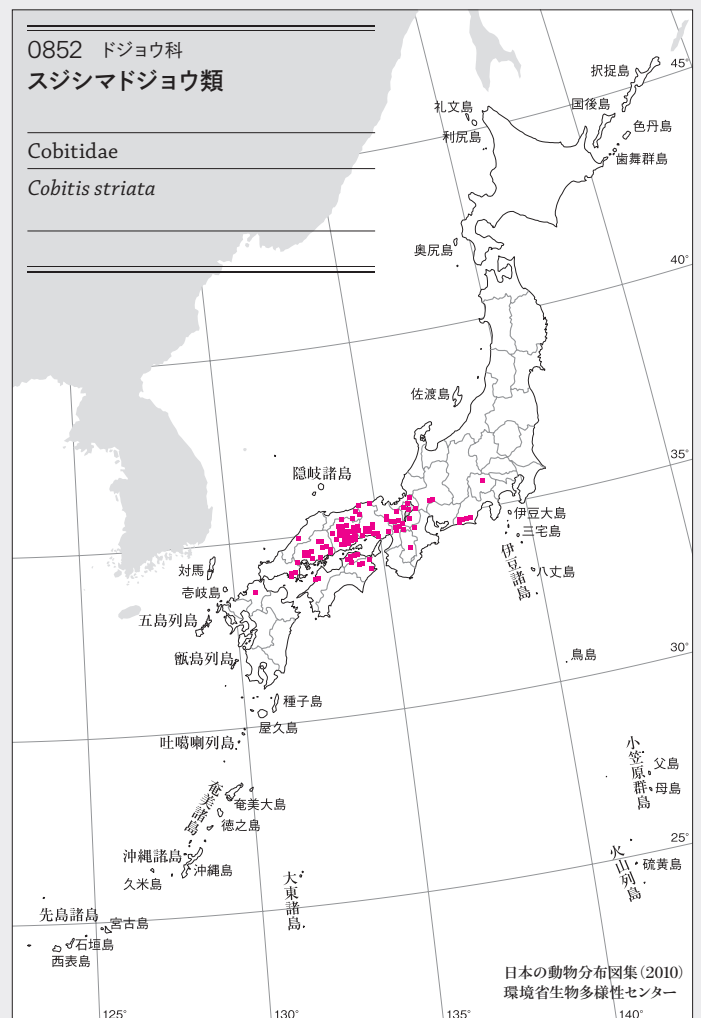 0852 ドジョウ科
スジシマドジョウ類
Cobitidae
Cobitis striata
択捉島
45°
礼文島
国後島
利尻島
色丹島
歯舞群島
奥尻島
40°
佐渡島
35°
隠岐諸島
伊豆大島
三宅島
伊豆諸島
八丈島
対馬
壱岐島
五島列島
甑島列島
鳥島
30°
種子島
屋久島
吐噶喇列島
小笠原群島
父島
母島
奄美諸島
奄美大島
徳之島
25°
沖縄諸島
沖縄島
久米島
火山列島
硫黄島
大東諸島
先島諸島
宮古島
石垣島
西表島
日本の動物分布図集(2010)
環境省生物多様性センター
125°
130°
135°
140°